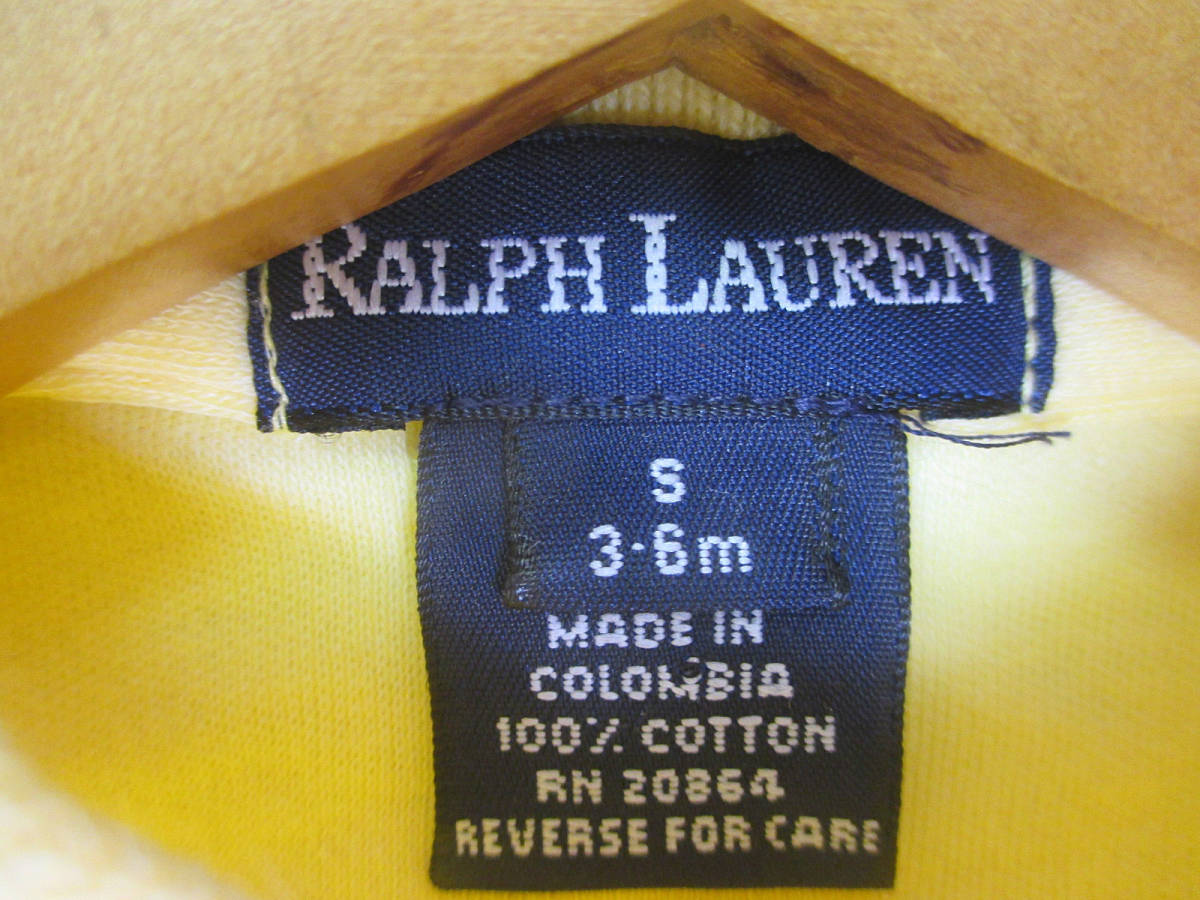 RALPH LAUREN
S
3-6m
MADE IN
COLOMBIA
100% COTTON
RN 20864
REVERSE FOR CARE